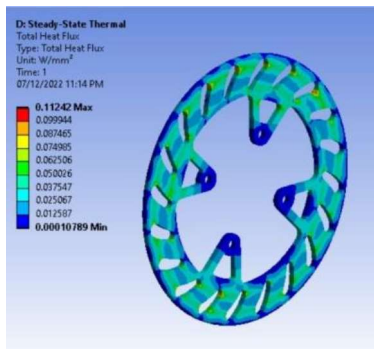 D: Steady-State Thermal
Total Heat Flux
Type: Total Heat Flux
Unit: W/mm²
Time: 1
07/12/2022 11:14 PM
0.11242 Max
0.099944
0.087465
0.074985
0.062506
0.050026
0.037547
0.025067
0.012587
0.00010789 Min